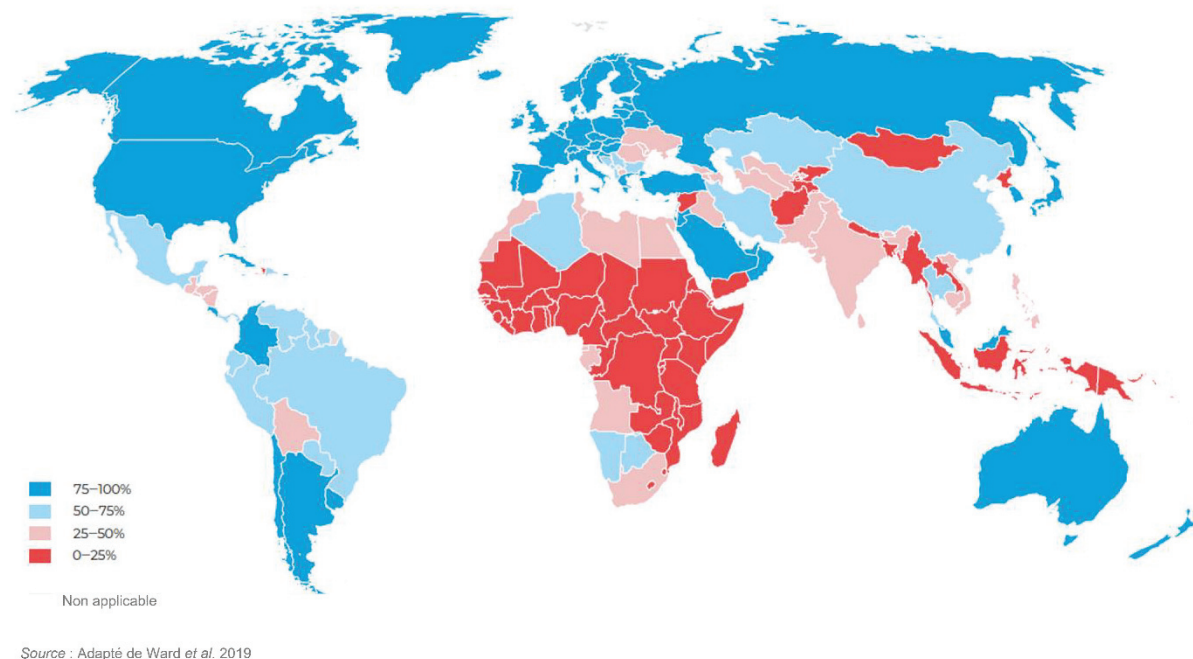 75–100%
50–75%
25–50%
0–25%
Non applicable
Source : Adapté de Ward et al. 2019